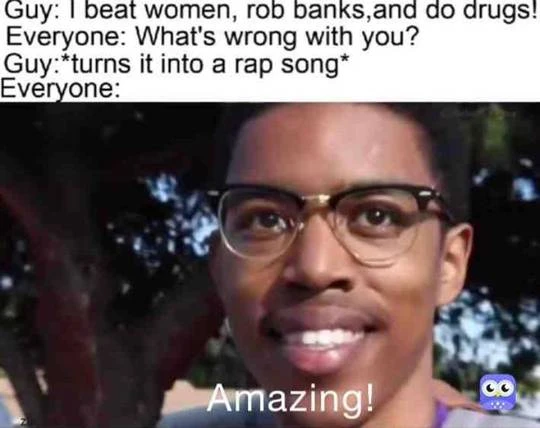 Guy: I beat women, rob banks,and do drugs!
Everyone: What's wrong with you?
Guy:*turns it into a rap song*
Everyone:
Amazing!